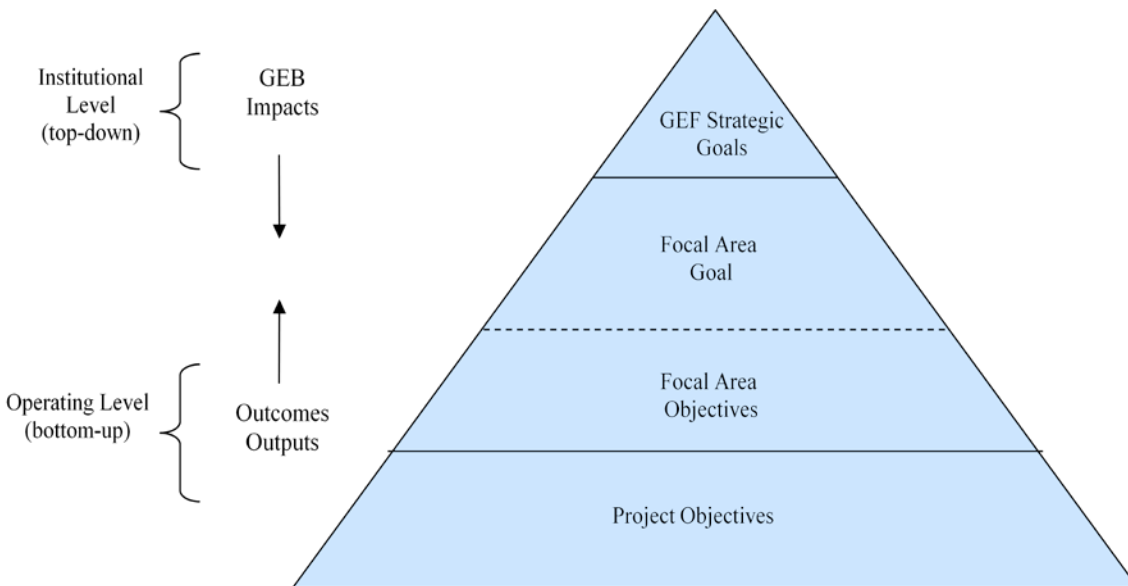 Institutional
Level
(top-down)
GEB
Impacts
GEF Strategic
Goals
Focal Area
Goal
Focal Area
Objectives
Operating Level
(bottom-up)
Outcomes
Outputs
Project Objectives